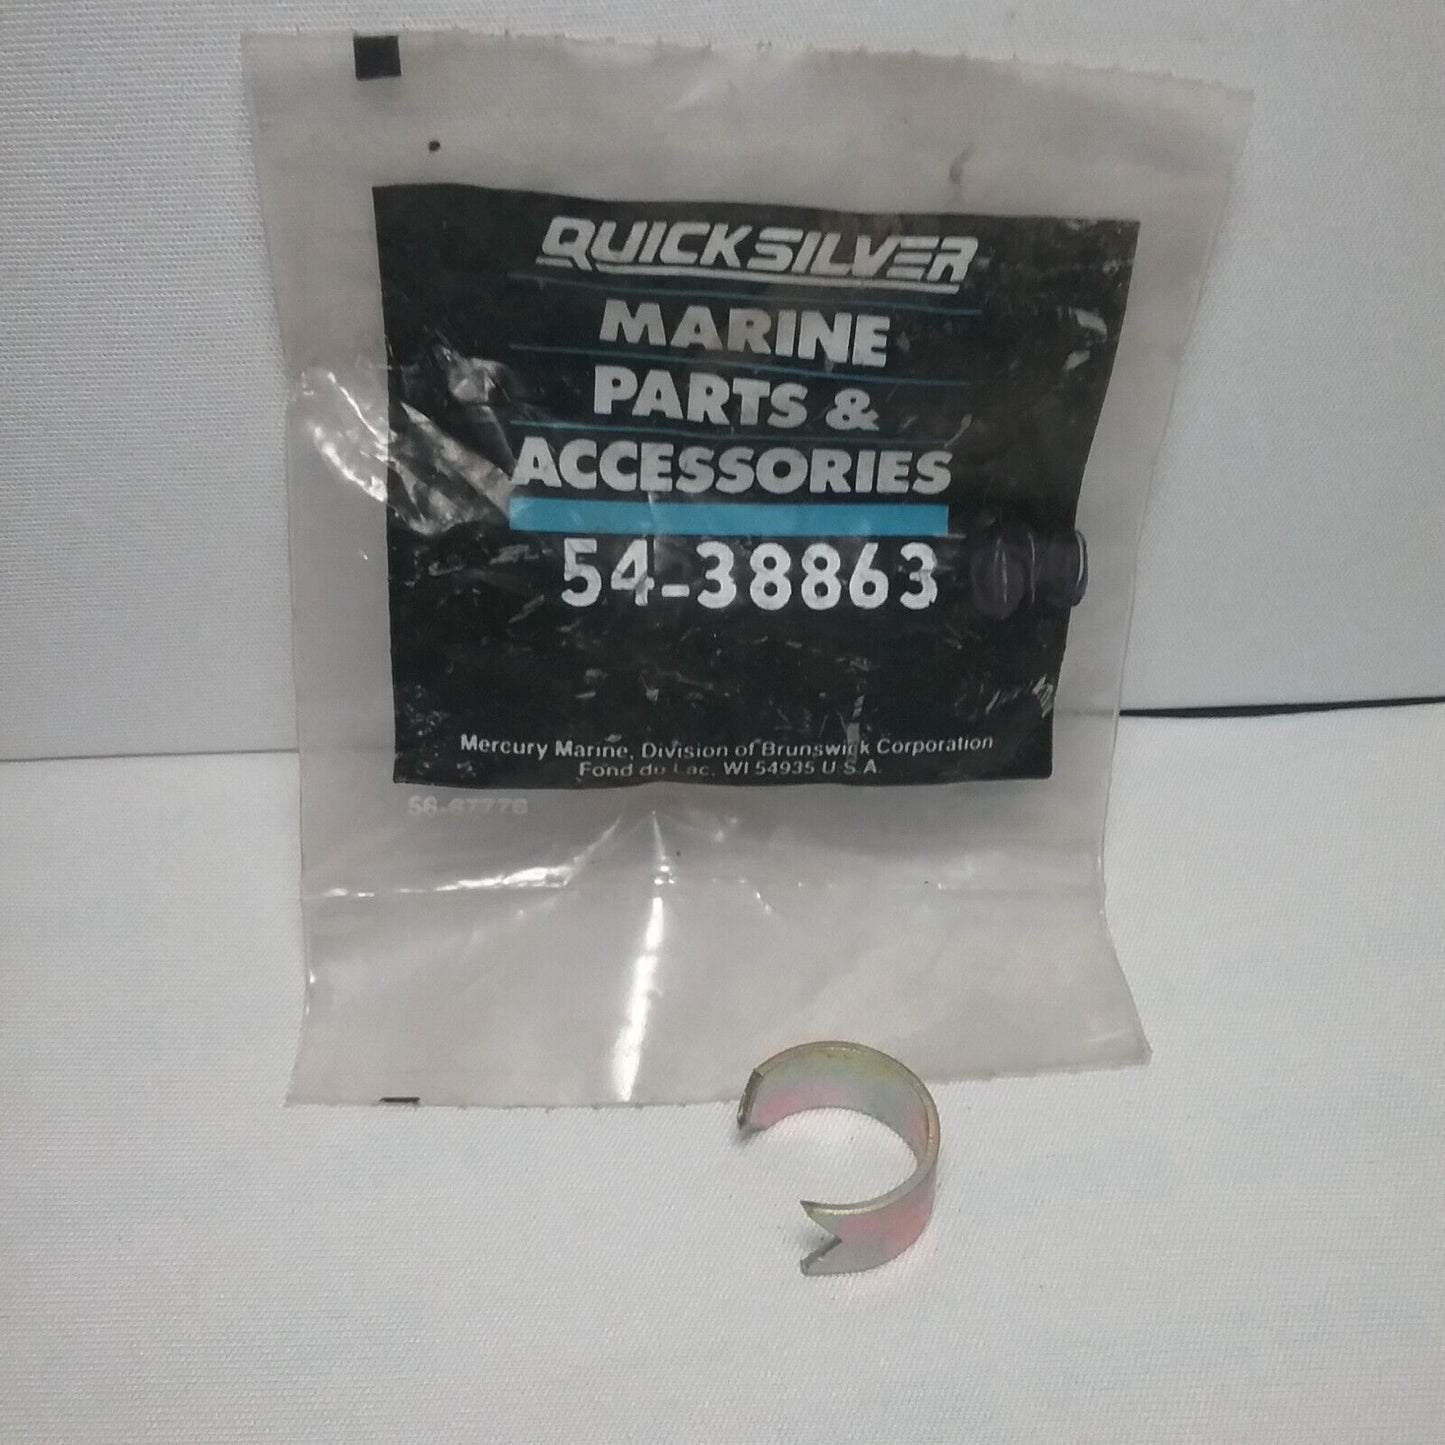 QUICKSILVER
MARINE
PARTS &
ACCESSORIES
54-38863
Mercury Marine, Division of Brunswick Corporation
Fond du Lac, WI 54935 U.S.A.